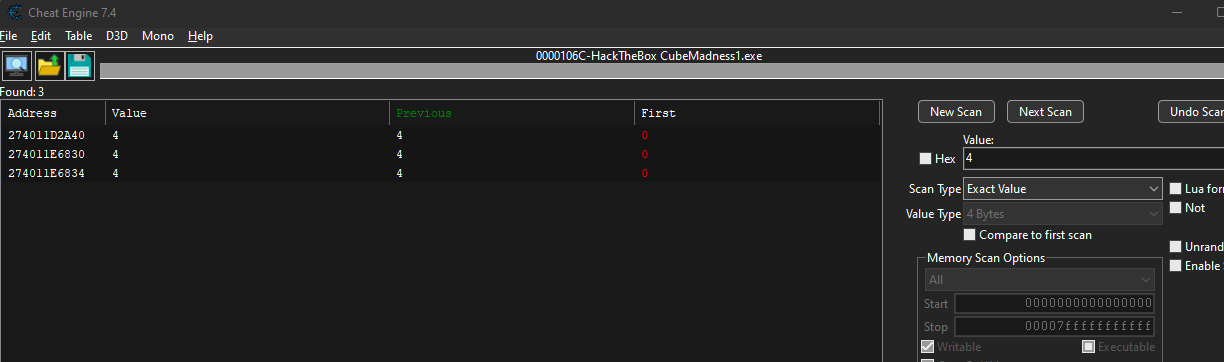 Cheat Engine 7.4
File Edit Table D3D Mono Help
0000106C-HackTheBox CubeMadness1.exe
Found: 3
Address Value Previous First
274011D2A40 4 4 0
274011E6830 4 4 0
274011E6834 4 4 0
New Scan Next Scan Undo Scan
Value:
Hex 4
Scan Type Exact Value Lua for
Value Type 4 Bytes Not
Compare to first scan
Unrand
Memory Scan Options Enable
All
Start 0000000000000000
Stop 00007fffffffffff
Writable Executable